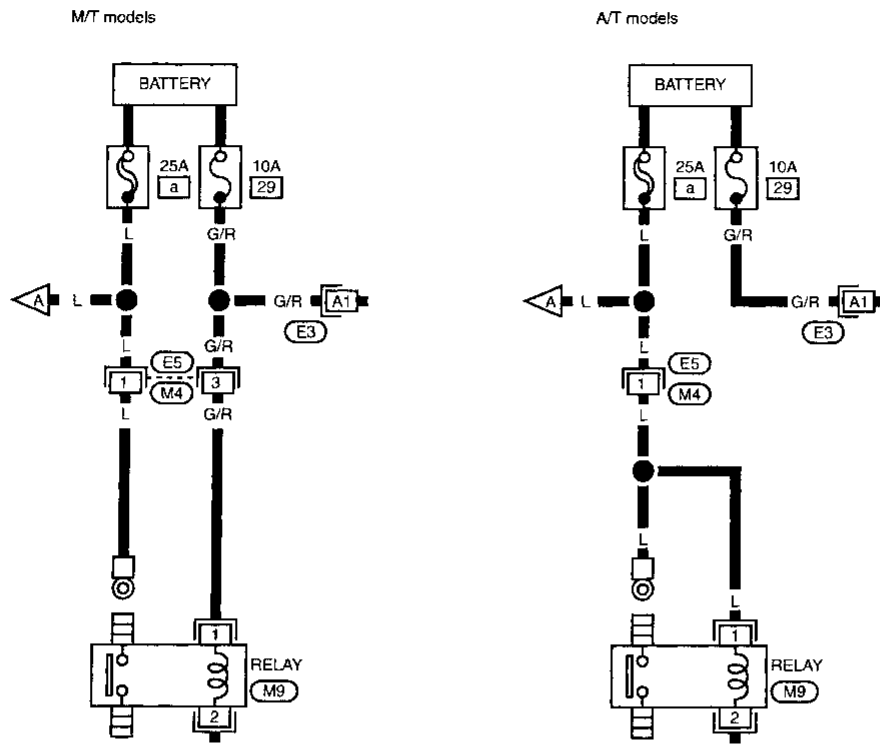 M/T models
BATTERY
25A
a
10A
29
L
G/R
A
L
G/R
A1
E3
L
G/R
E5
1
3
M4
L
G/R
1
RELAY
M9
2
A/T models
BATTERY
25A
a
10A
29
L
G/R
A
L
G/R
A1
E3
L
E5
1
M4
L
L
L
1
RELAY
M9
2